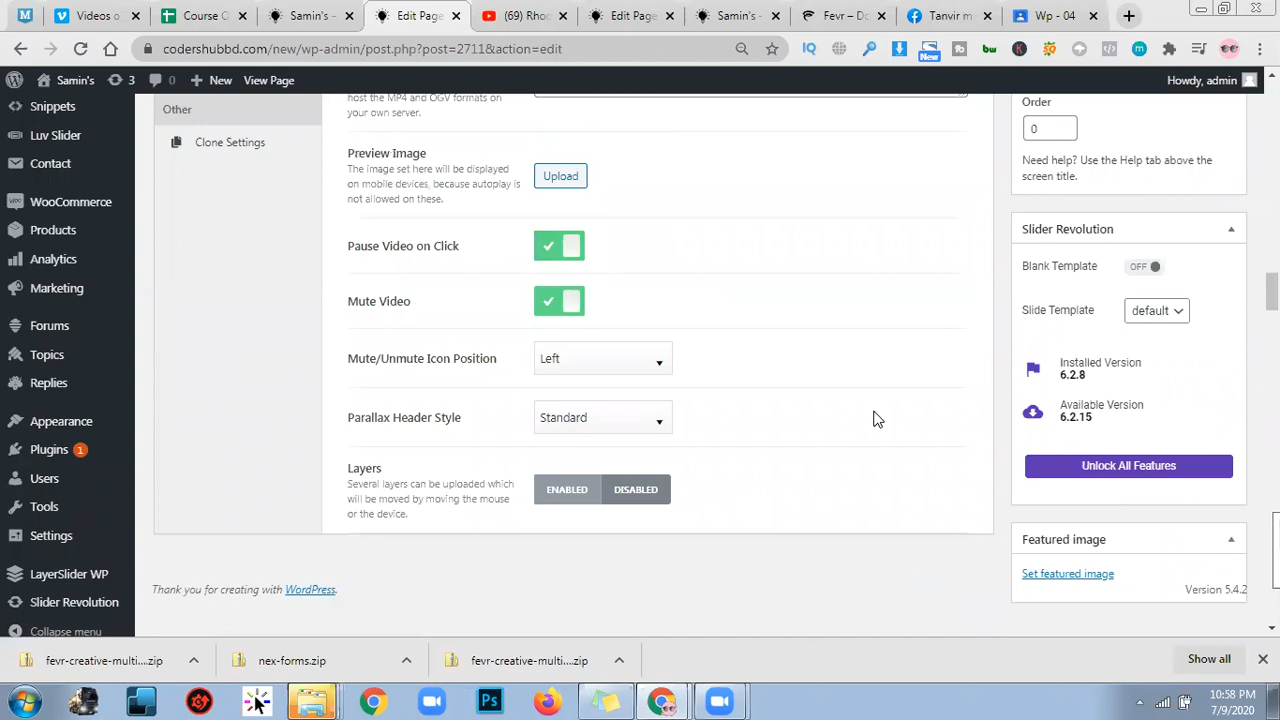 Videos o
Course C
Samin's –
Edit Page
(69) Rhoc
Edit Page
Samin's –
Fevr – Do
Tanvir m
Wp - 04
codershubbd.com/new/wp-admin/post.php?post=2711&action=edit
Samin's
3
New
View Page
Howdy, admin
Snippets
Luv Slider
Contact
WooCommerce
Products
Analytics
Marketing
Forums
Topics
Replies
Appearance
Plugins 1
Users
Tools
Settings
LayerSlider WP
Slider Revolution
Collapse menu
Other
Clone Settings
host the MP4 and OGV formats on
your own server.
Preview Image
The image set here will be displayed
on mobile devices, because autoplay is
not allowed on these.
Upload
Pause Video on Click
Mute Video
Mute/Unmute Icon Position
Left
Parallax Header Style
Standard
Layers
Several layers can be uploaded which
will be moved by moving the mouse
or the device.
ENABLED
DISABLED
Order
0
Need help? Use the Help tab above the
screen title.
Slider Revolution
Blank Template
OFF
Slide Template
default
Installed Version
6.2.8
Available Version
6.2.15
Unlock All Features
Featured image
Set featured image
Thank you for creating with WordPress.
Version 5.4.2
fevr-creative-multi....zip
nex-forms.zip
fevr-creative-multi....zip
Show all
10:58 PM
7/9/2020